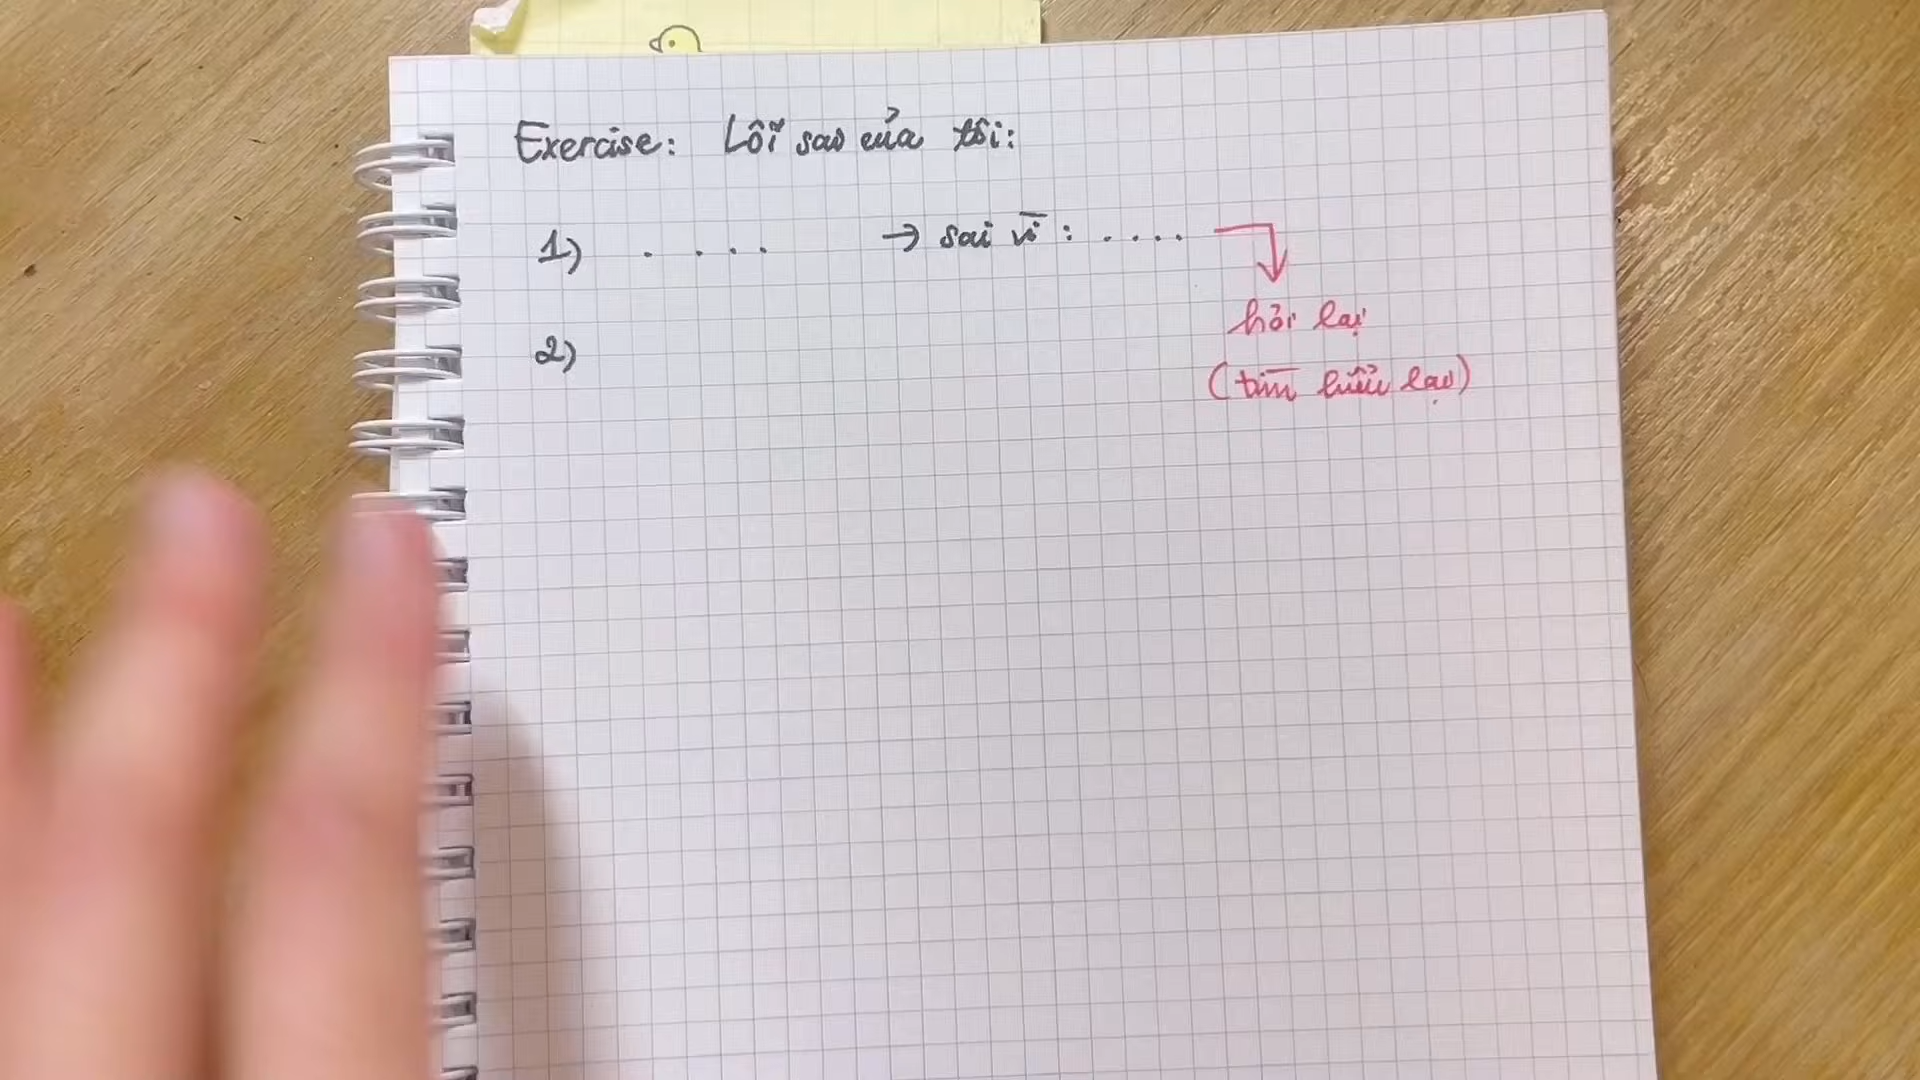 Exercise: Lỗi sai của tôi:
1) . . . . → sai vì : . . . .
hỏi lại
(tìm hiểu lại)
2)